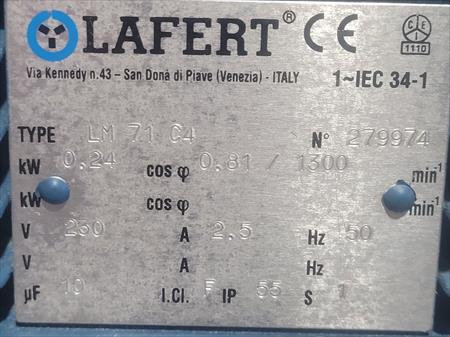 LAFERT® CE CEI 1110
Via Kennedy n.43 – San Donà di Piave (Venezia) - ITALY
1~IEC 34-1
TYPE LM 71 C4 N° 279974
kW 0.24 cos φ 0.81 / 1300 min-1
kW cos φ min-1
V 230 A 2.5 Hz 50
V A Hz
µF 10 I.Cl. F IP 55 S 1